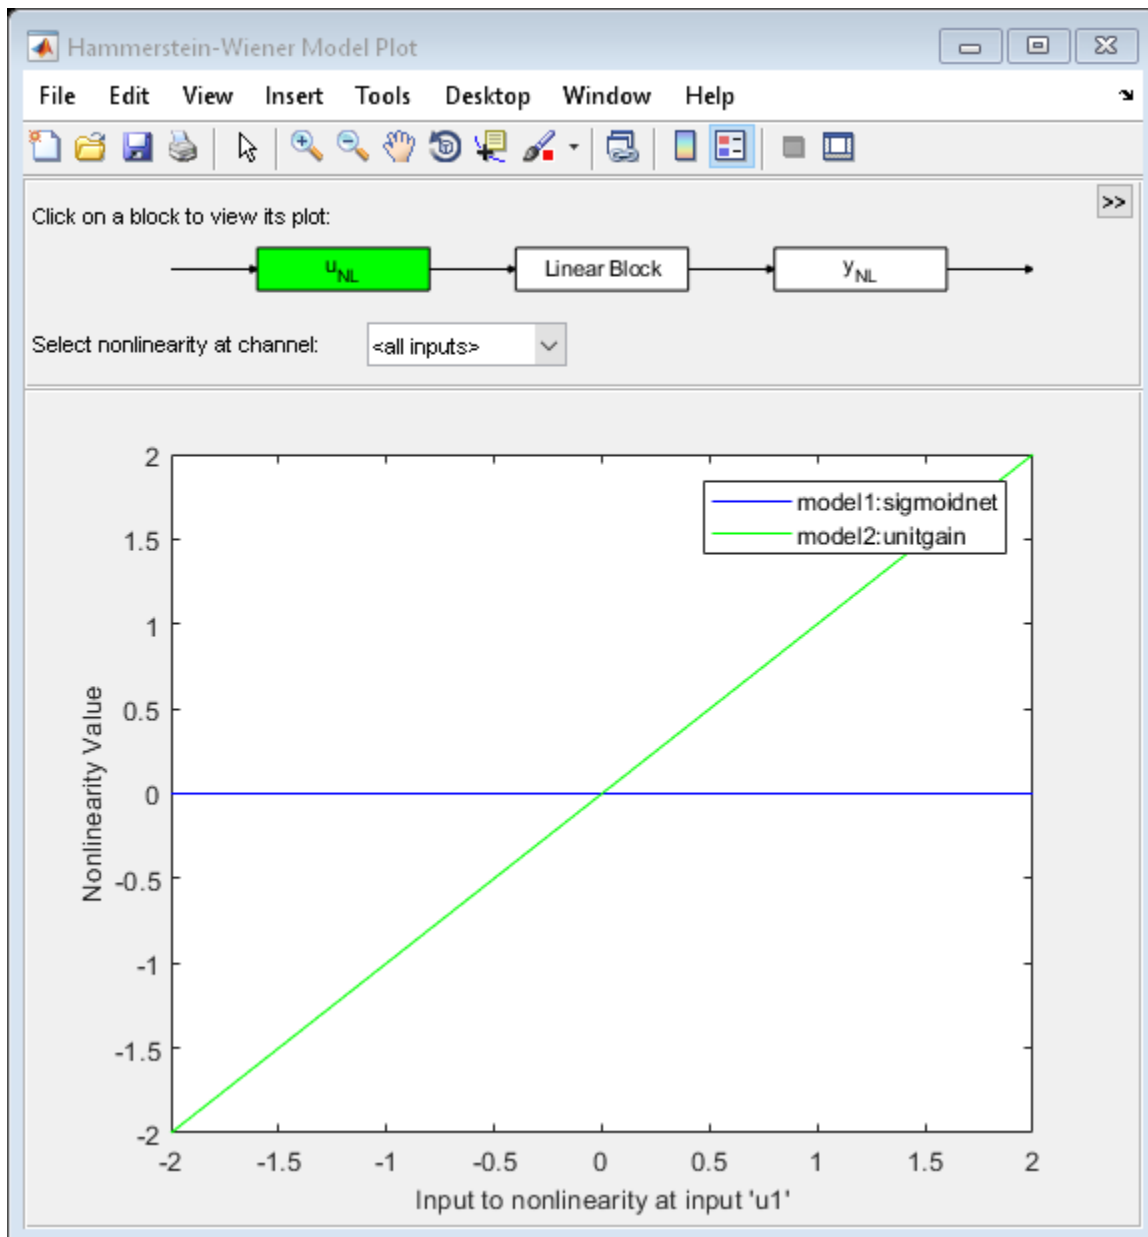 Hammerstein-Wiener Model Plot
File Edit View Insert Tools Desktop Window Help
>>
Click on a block to view its plot:
uNL Linear Block yNL
Select nonlinearity at channel: <all inputs>
model1:sigmoidnet
model2:unitgain
2
1.5
1
0.5
0
-0.5
-1
-1.5
-2
Nonlinearity Value
-2 -1.5 -1 -0.5 0 0.5 1 1.5 2
Input to nonlinearity at input 'u1'